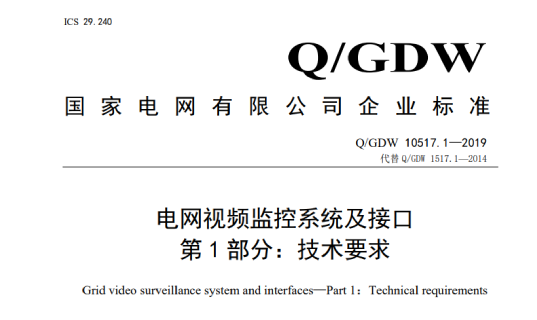 ICS 29.240
Q/GDW
国家电网有限公司企业标准
Q/GDW 10517.1—2019
代替 Q/GDW 1517.1—2014
电网视频监控系统及接口
第 1 部分：技术要求
Grid video surveillance system and interfaces—Part 1：Technical requirements